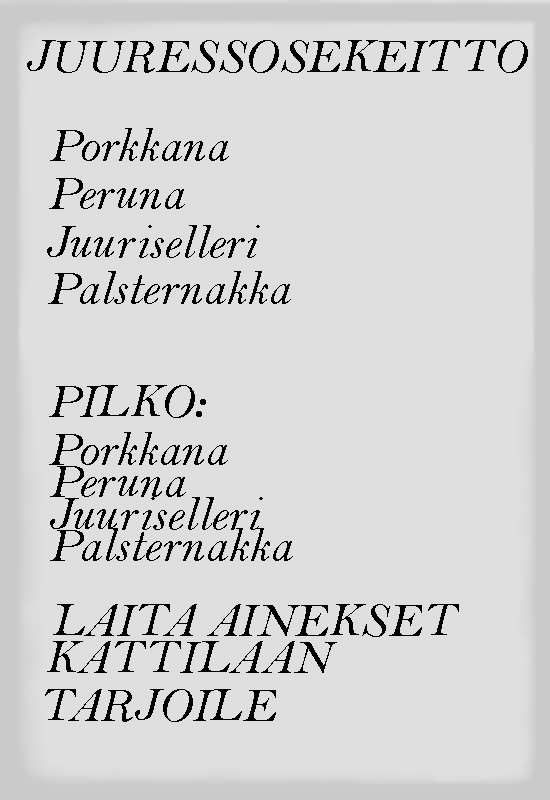 JUURESSOSEKEITTO
Porkkana
Peruna
Juuriselleri
Palsternakka
PILKO:
Porkkana
Peruna
Juuriselleri
Palsternakka
LAITA AINEKSET
KATTILAAN
TARJOILE